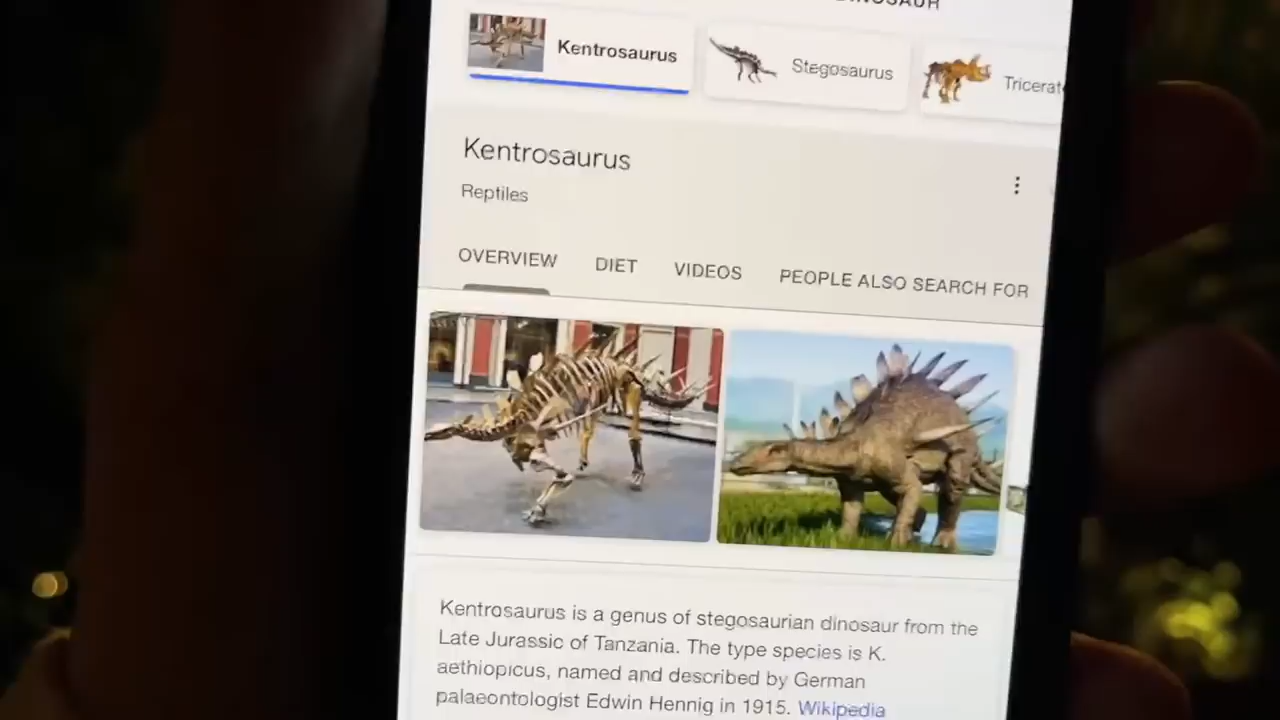 DINOSAUR
Kentrosaurus
Stegosaurus
Tricerat
Kentrosaurus
Reptiles
OVERVIEW
DIET
VIDEOS
PEOPLE ALSO SEARCH FOR
Kentrosaurus is a genus of stegosaurian dinosaur from the
Late Jurassic of Tanzania. The type species is K.
aethiopicus, named and described by German
palaeontologist Edwin Hennig in 1915. Wikipedia